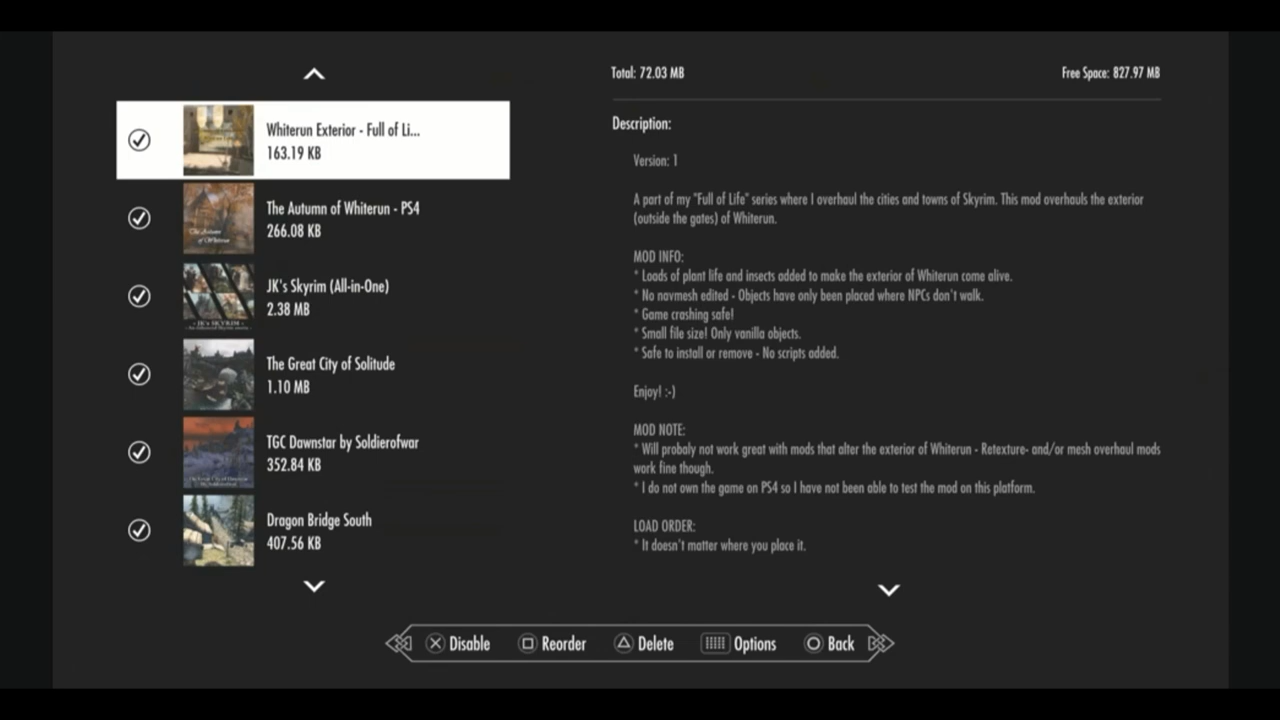 Total: 72.03 MB
Free Space: 827.97 MB
Whiterun Exterior - Full of Li...
163.19 KB
The Autumn of Whiterun - PS4
266.08 KB
JK's Skyrim (All-in-One)
2.38 MB
The Great City of Solitude
1.10 MB
TGC Dawnstar by Soldierofwar
352.84 KB
Dragon Bridge South
407.56 KB
Description:
Version: 1
A part of my "Full of Life" series where I overhaul the cities and towns of Skyrim. This mod overhauls the exterior
(outside the gates) of Whiterun.
MOD INFO:
* Loads of plant life and insects added to make the exterior of Whiterun come alive.
* No navmesh edited - Objects have only been placed where NPCs don't walk.
* Game crashing safe!
* Small file size! Only vanilla objects.
* Safe to install or remove - No scripts added.
Enjoy! :-)
MOD NOTE:
* Will probaly not work great with mods that alter the exterior of Whiterun - Retexture- and/or mesh overhaul mods
work fine though.
* I do not own the game on PS4 so I have not been able to test the mod on this platform.
LOAD ORDER:
* It doesn't matter where you place it.
Disable
Reorder
Delete
Options
Back
The Autumn
of Whiterun
- JK's SKYRIM -